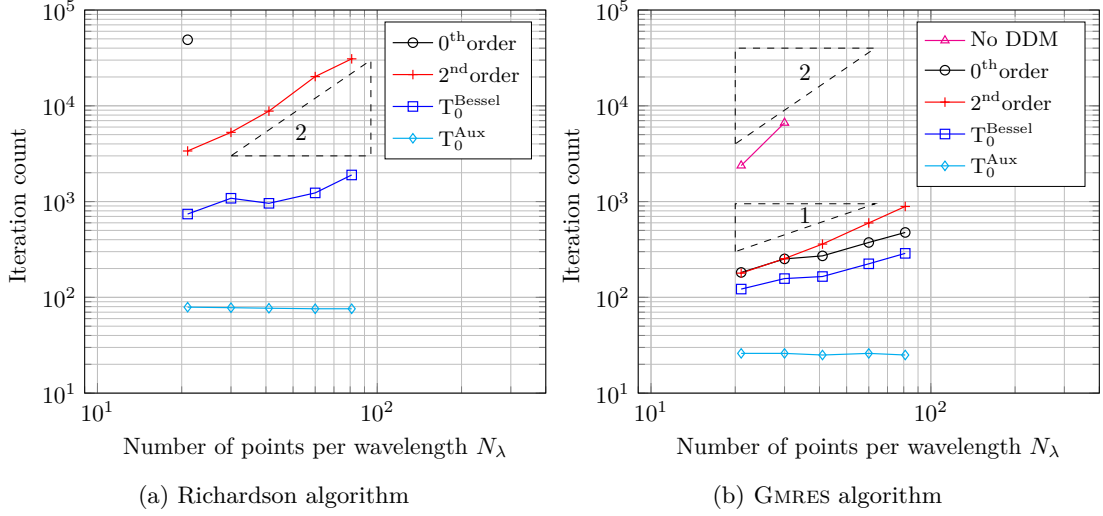 10^5
10^4
10^3
10^2
10^1
10^1
10^2
Iteration count
Number of points per wavelength N_λ
0^th order
2^nd order
T_0^Bessel
T_0^Aux
2
(a) Richardson algorithm
10^5
10^4
10^3
10^2
10^1
10^1
10^2
Iteration count
Number of points per wavelength N_λ
No DDM
0^th order
2^nd order
T_0^Bessel
T_0^Aux
2
1
(b) GMRES algorithm